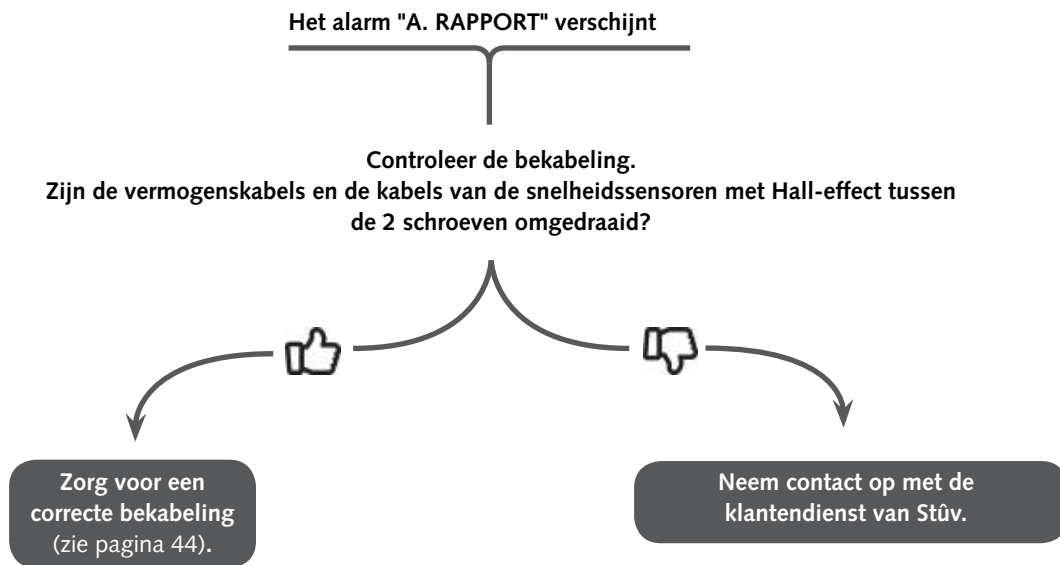 Het alarm "A. RAPPORT" verschijnt
Controleer de bekabeling.
Zijn de vermogenskabels en de kabels van de snelheidssensoren met Hall-effect tussen
de 2 schroeven omgedraaid?
Zorg voor een
correcte bekabeling
(zie pagina 44).
Neem contact op met de
klantendienst van Stûv.